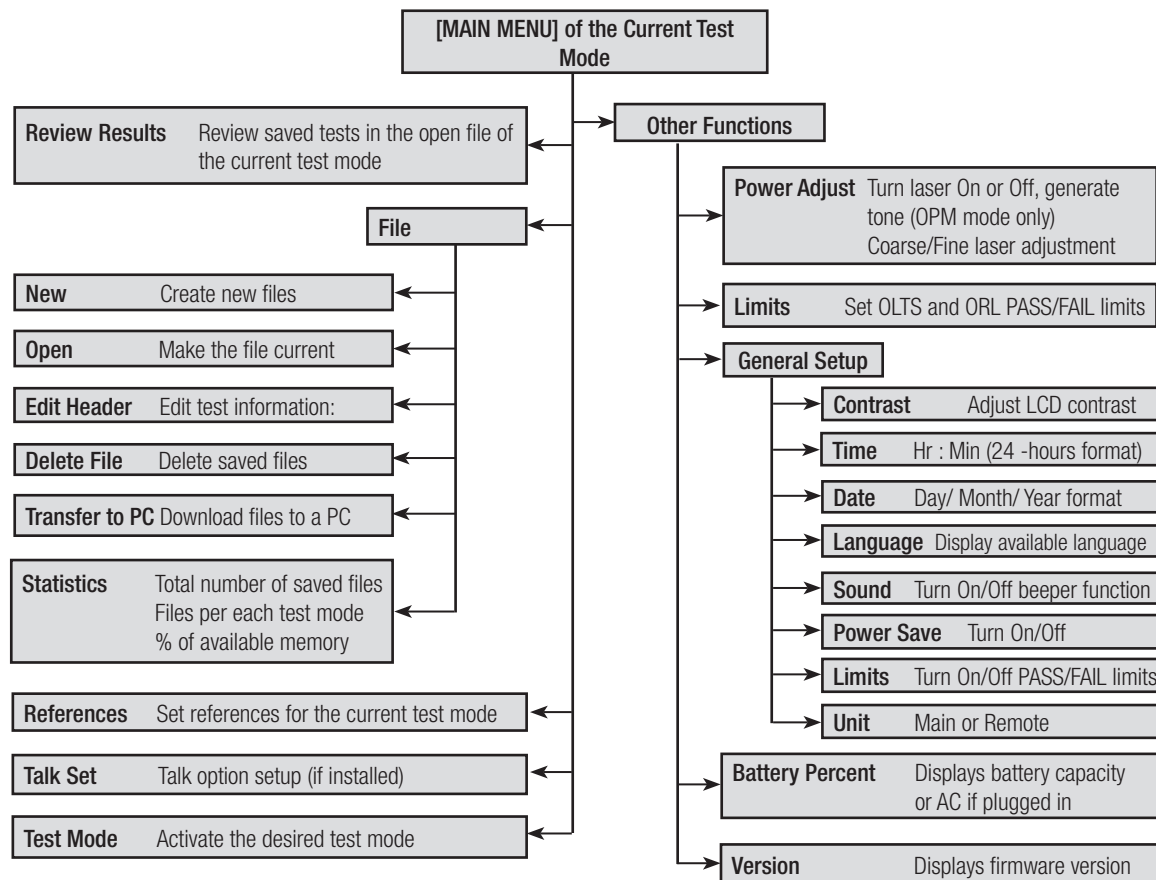 [MAIN MENU] of the Current Test
Mode
Review Results Review saved tests in the open file of
the current test mode
File
New Create new files
Open Make the file current
Edit Header Edit test information:
Delete File Delete saved files
Transfer to PC Download files to a PC
Statistics Total number of saved files
Files per each test mode
% of available memory
References Set references for the current test mode
Talk Set Talk option setup (if installed)
Test Mode Activate the desired test mode
Other Functions
Power Adjust Turn laser On or Off, generate
tone (OPM mode only)
Coarse/Fine laser adjustment
Limits Set OLTS and ORL PASS/FAIL limits
General Setup
Contrast Adjust LCD contrast
Time Hr : Min (24 -hours format)
Date Day/ Month/ Year format
Language Display available language
Sound Turn On/Off beeper function
Power Save Turn On/Off
Limits Turn On/Off PASS/FAIL limits
Unit Main or Remote
Battery Percent Displays battery capacity
or AC if plugged in
Version Displays firmware version